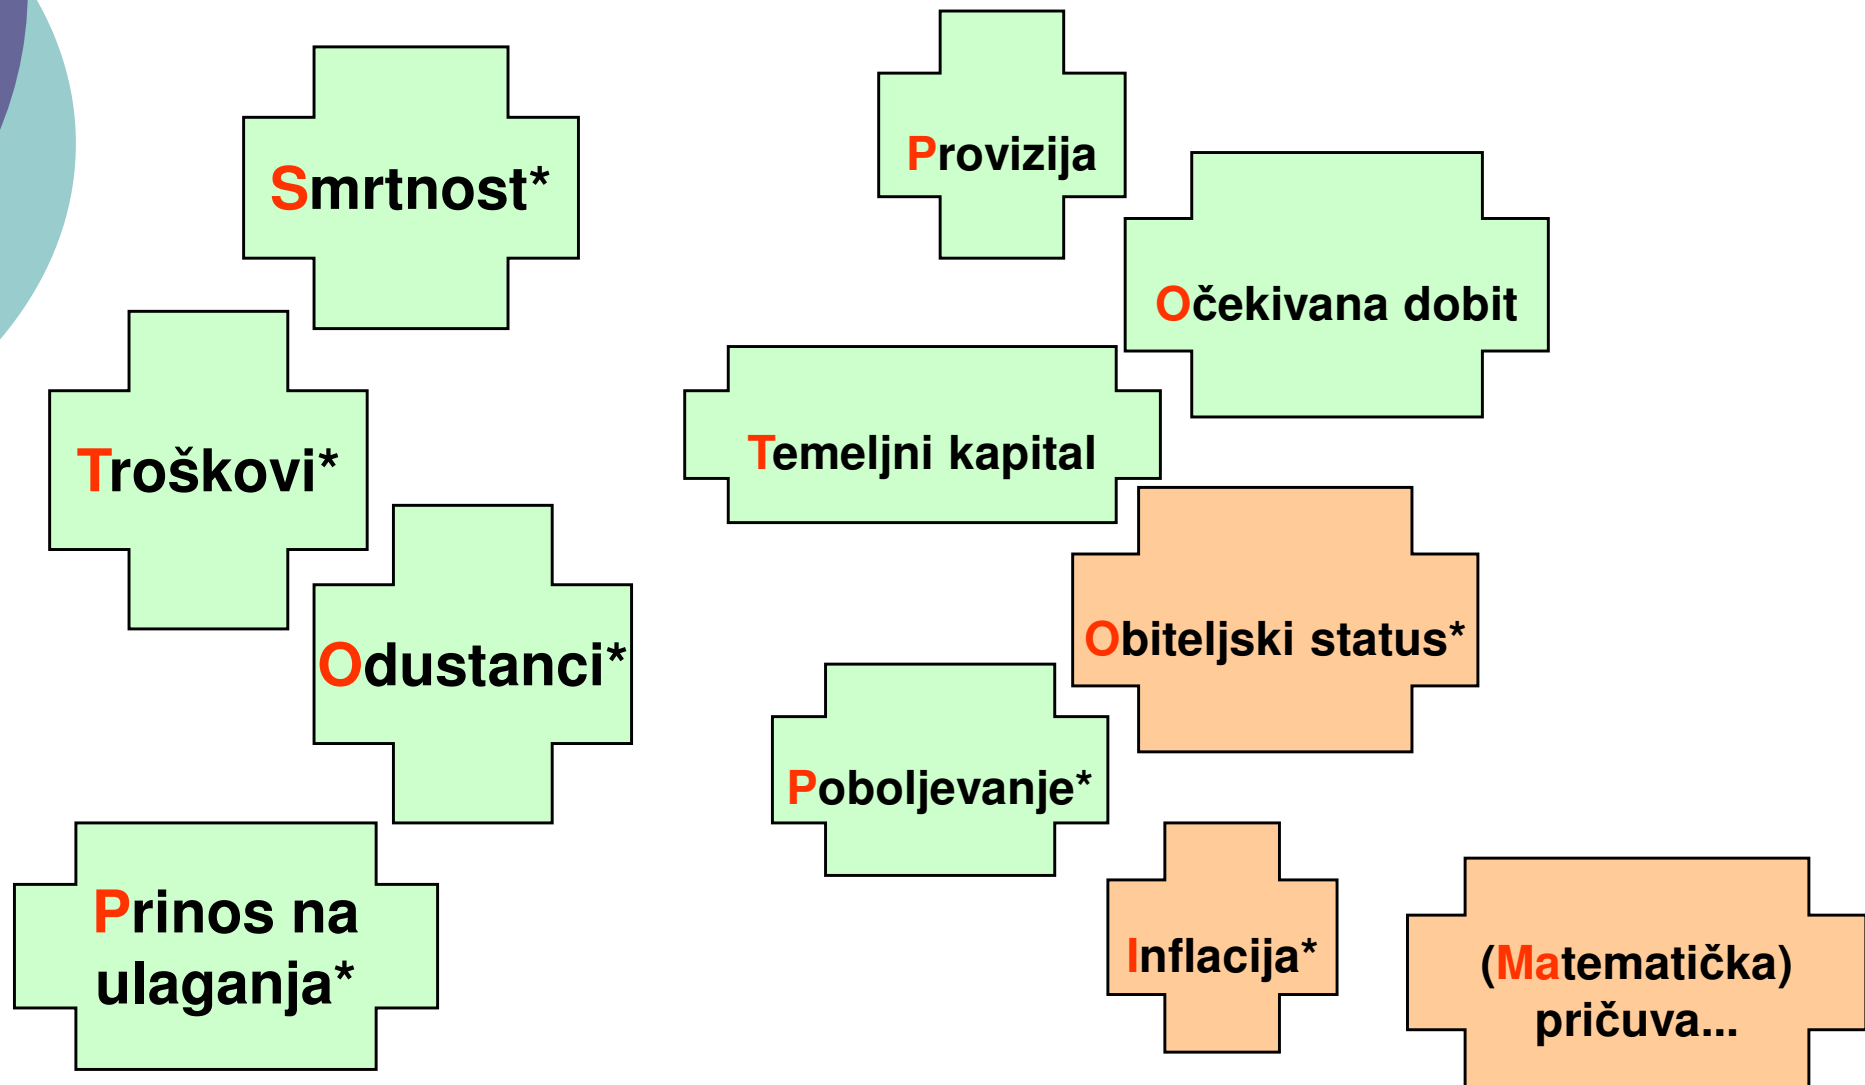 Smrtnost*
Troškovi*
Odustanci*
Prinos na
ulaganja*
Provizija
Očekivana dobit
Temeljni kapital
Obiteljski status*
Poboljevanje*
Inflacija*
(Matematička)
pričuva...